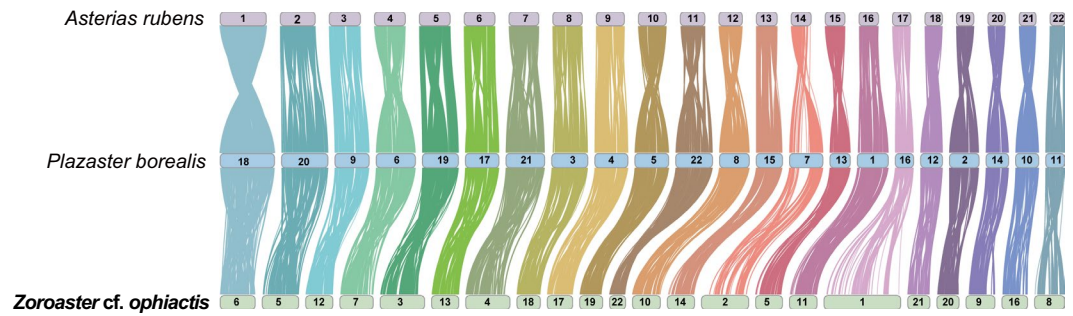 Asterias rubens 1 2 3 4 5 6 7 8 9 10 11 12 13 14 15 16 17 18 19 20 21 22
Plazaster borealis 18 20 9 6 19 17 21 3 4 5 22 8 15 7 13 1 16 12 2 14 10 11
Zoroaster cf. ophiactis 6 5 12 7 3 13 4 18 17 19 22 10 14 2 5 11 1 21 20 9 16 8